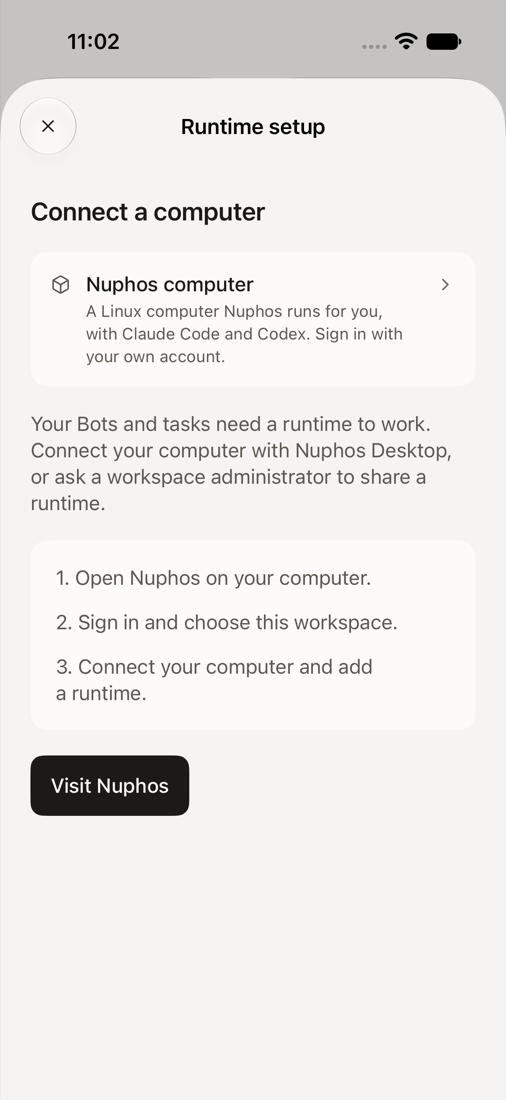 11:02
Runtime setup
Connect a computer
Nuphos computer
A Linux computer Nuphos runs for you,
with Claude Code and Codex. Sign in with
your own account.
Your Bots and tasks need a runtime to work.
Connect your computer with Nuphos Desktop,
or ask a workspace administrator to share a
runtime.
1. Open Nuphos on your computer.
2. Sign in and choose this workspace.
3. Connect your computer and add
a runtime.
Visit Nuphos